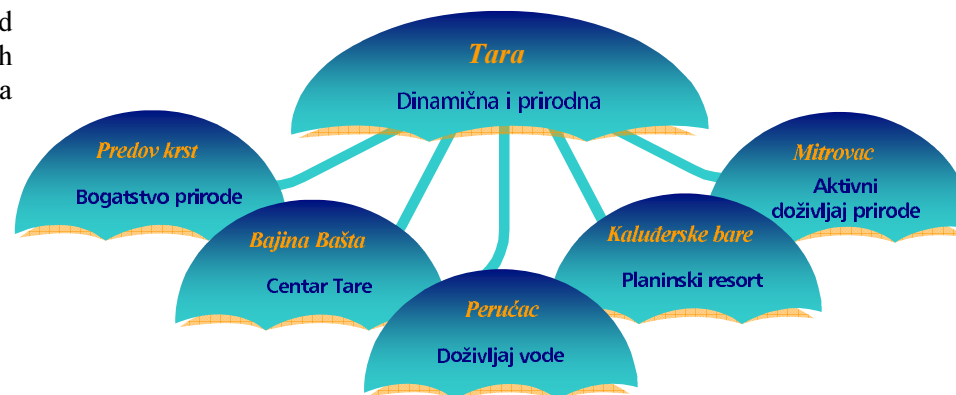 d
h
a
Tara
Dinamična i prirodna
Predov krst
Bogatstvo prirode
Mitrovac
Aktivni
doživljaj prirode
Bajina Bašta
Centar Tare
Kaluđerske bare
Planinski resort
Perućac
Doživljaj vode